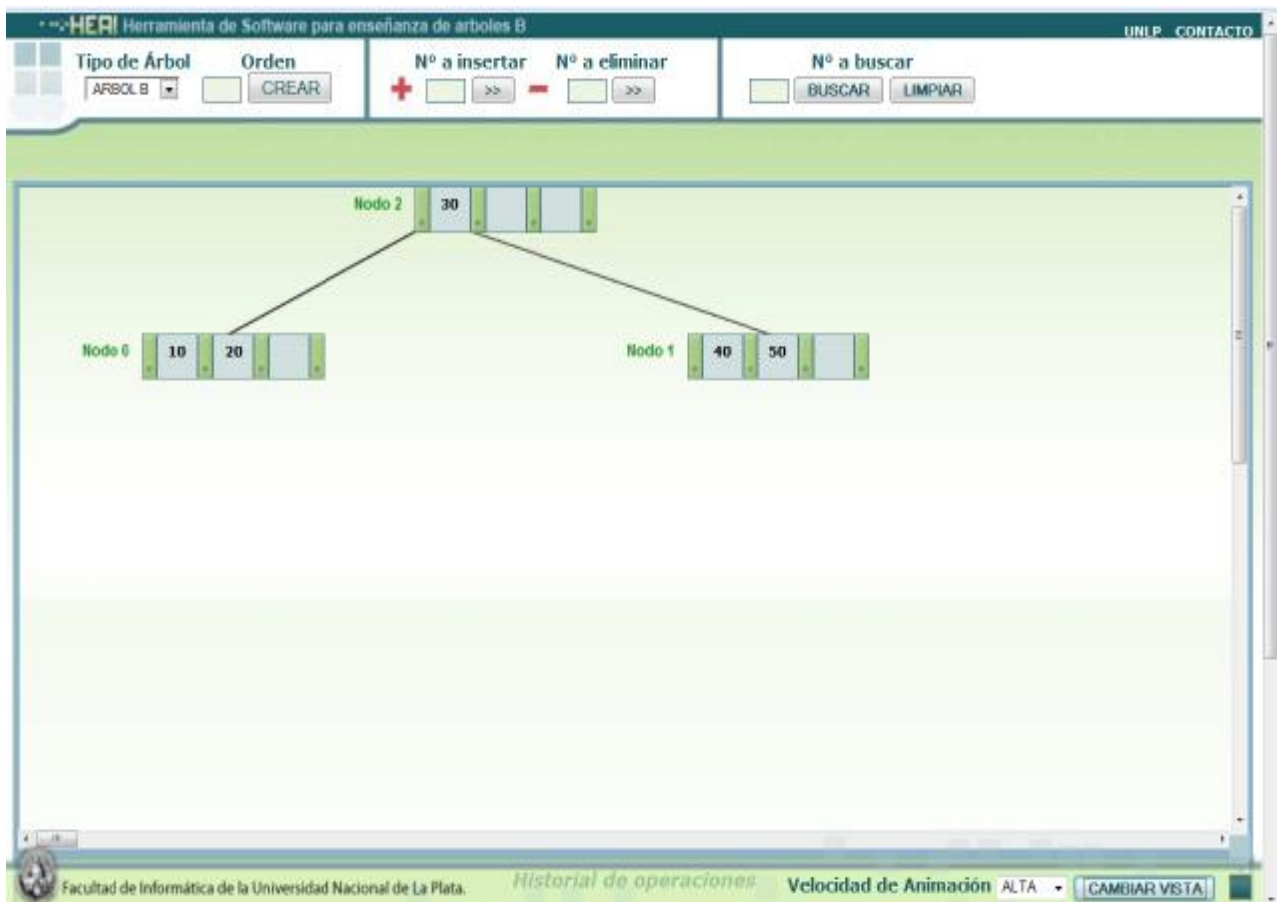 HEA! Herramienta de Software para enseñanza de arboles B
UNLP CONTACTO
Tipo de Árbol Orden Nº a insertar Nº a eliminar Nº a buscar
ARBOL B CREAR >> >> BUSCAR LIMPIAR
Nodo 2 30
Nodo 6 10 20 Nodo 1 40 50
Facultad de Informática de la Universidad Nacional de La Plata. Historial de operaciones Velocidad de Animación ALTA CAMBIAR VISTA